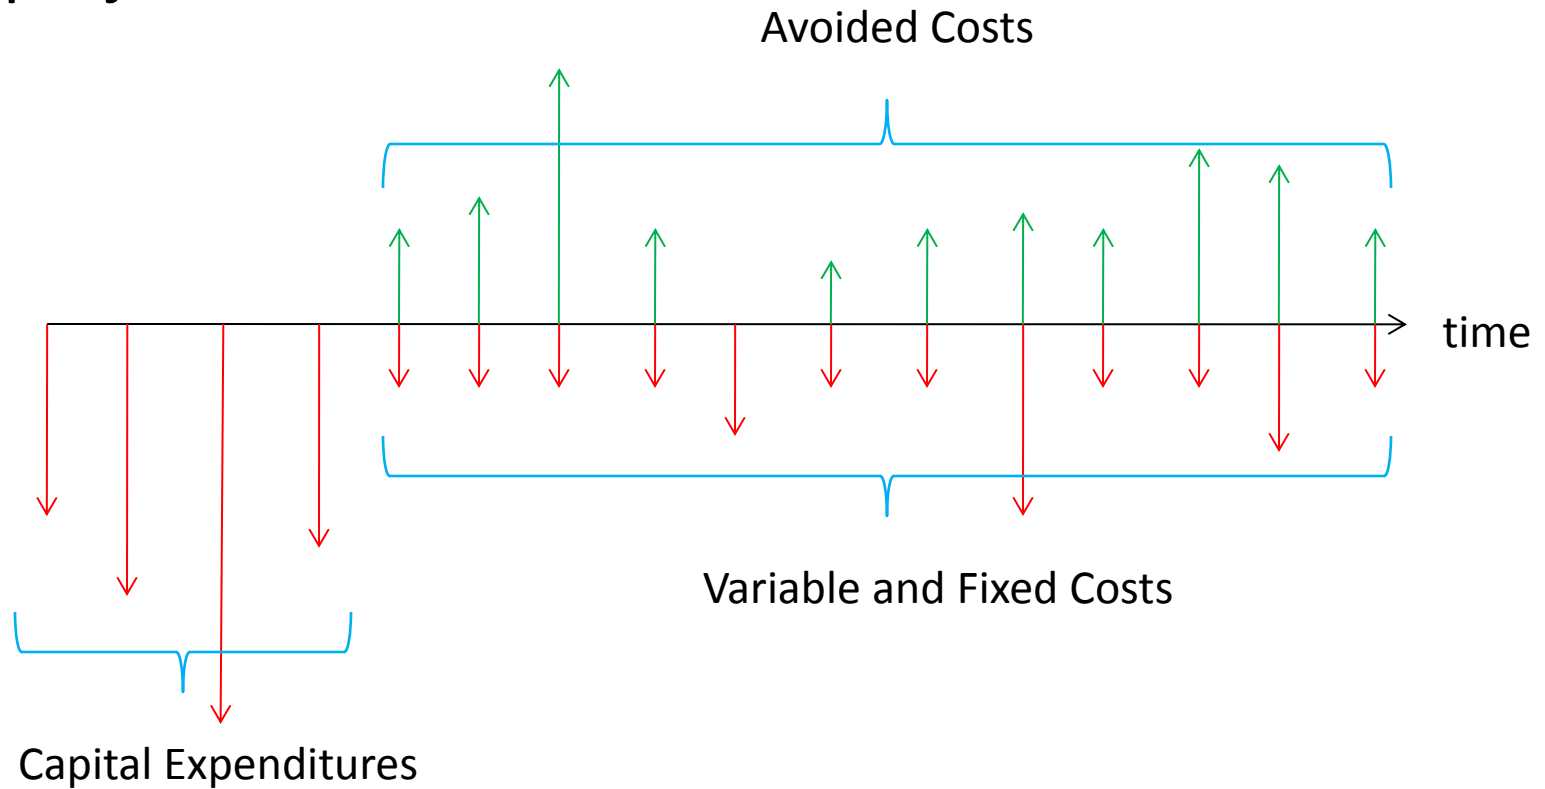 Avoided Costs
time
Variable and Fixed Costs
Capital Expenditures